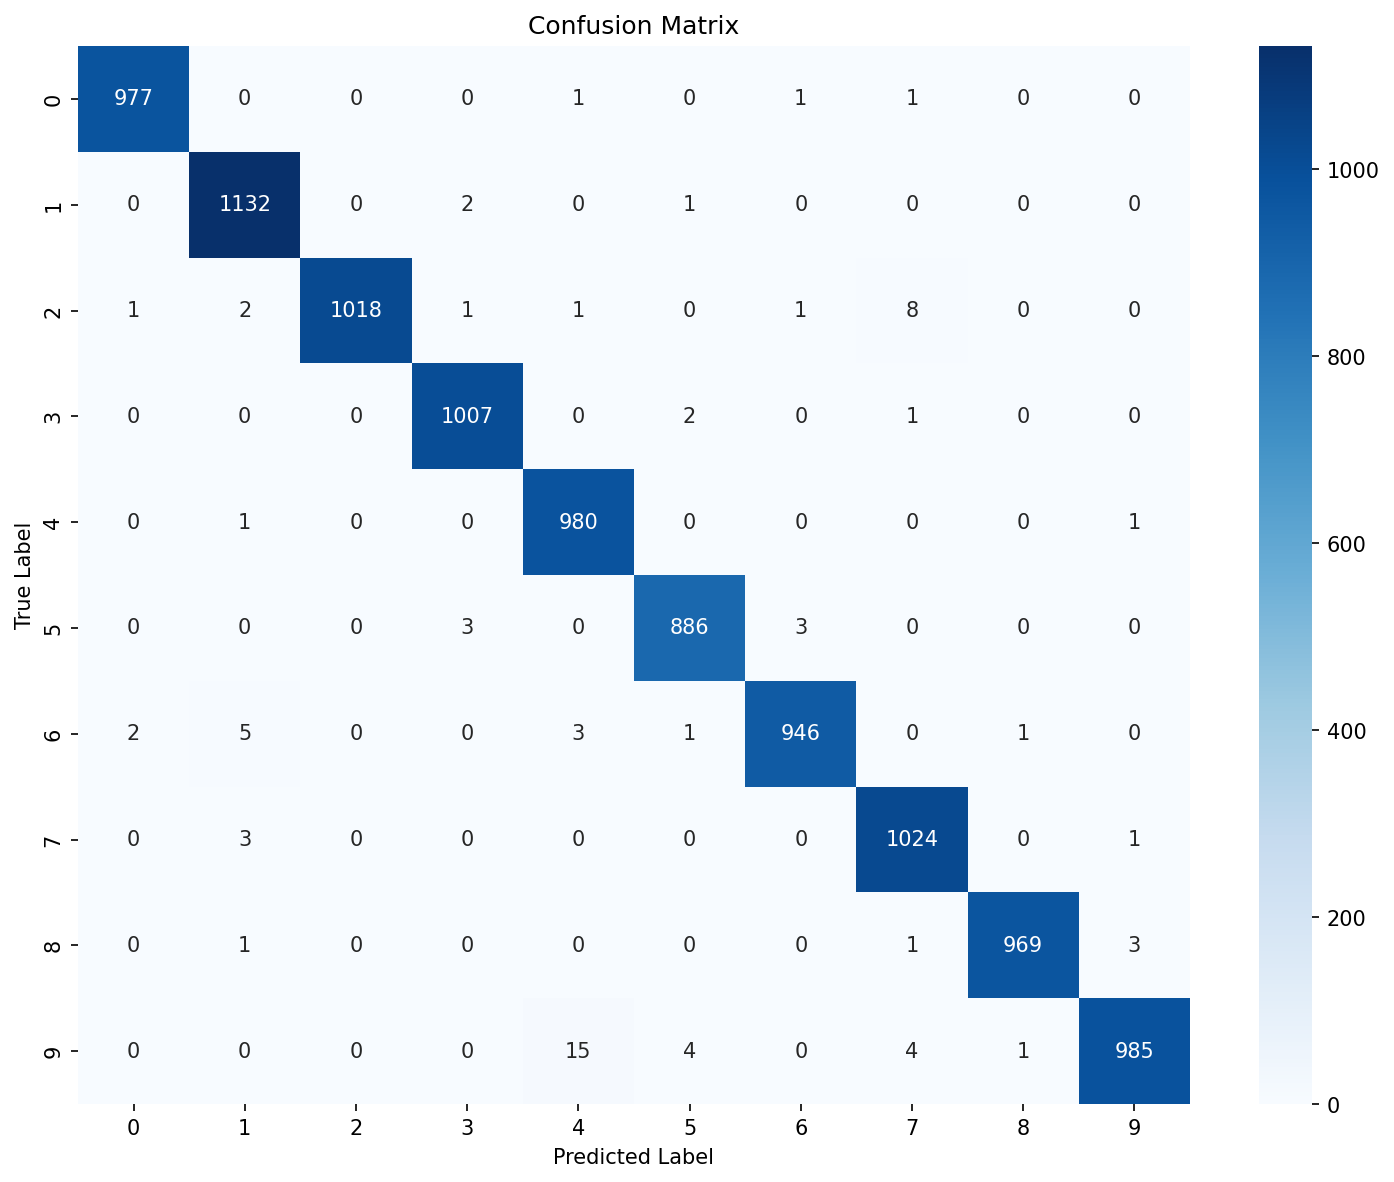 Confusion Matrix
0 977 0 0 0 1 0 1 1 0 0
1 0 1132 0 2 0 1 0 0 0 0
2 1 2 1018 1 1 0 1 8 0 0
3 0 0 0 1007 0 2 0 1 0 0
4 0 1 0 0 980 0 0 0 0 1
5 0 0 0 3 0 886 3 0 0 0
6 2 5 0 0 3 1 946 0 1 0
7 0 3 0 0 0 0 0 1024 0 1
8 0 1 0 0 0 0 0 1 969 3
9 0 0 0 0 15 4 0 4 1 985
0 1 2 3 4 5 6 7 8 9
Predicted Label
True Label
1000
800
600
400
200
0